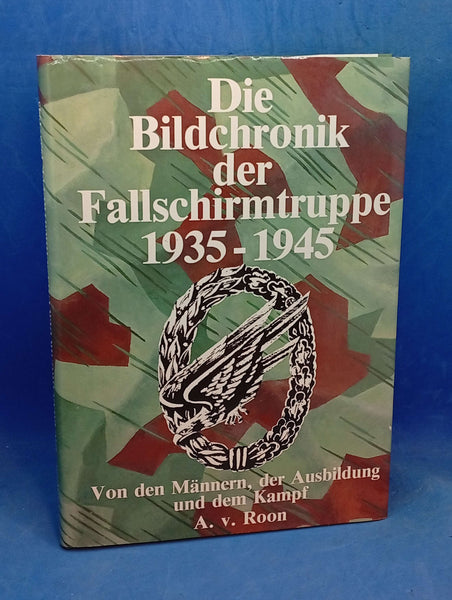 Die
Bildchronik
der
Fallschirmtruppe
1935-1945
Von den Männern, der Ausbildung
und dem Kampf
A. v. Roon